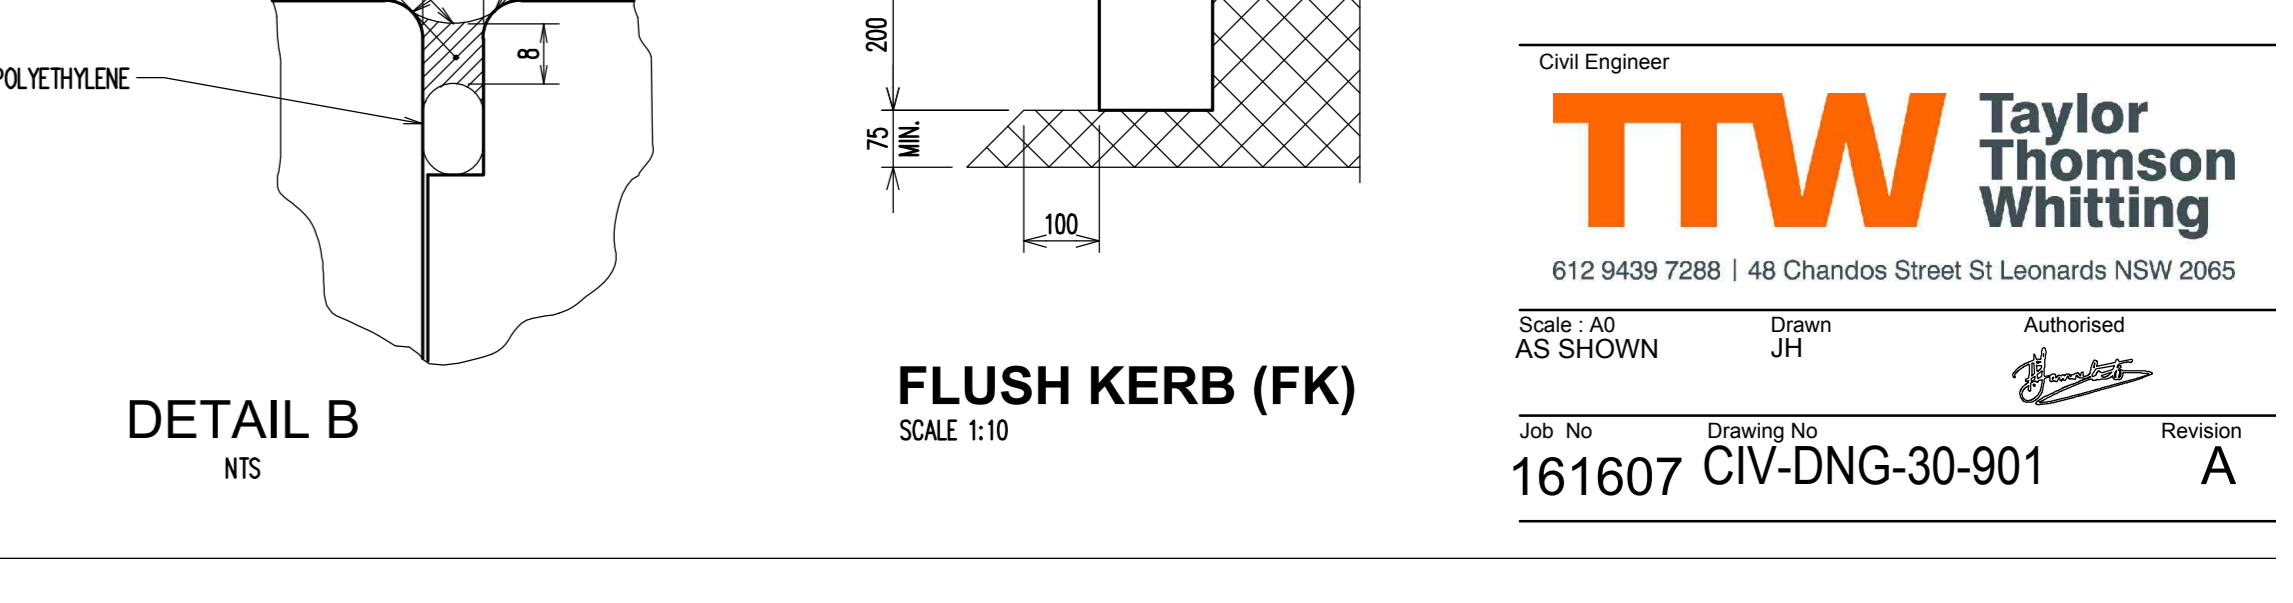 POLYETHYLENE
8
DETAIL B
NTS
200
75
MIN.
100
FLUSH KERB (FK)
SCALE 1:10
Civil Engineer
TTW
Taylor
Thomson
Whitting
612 9439 7288 | 48 Chandos Street St Leonards NSW 2065
Scale : A0
AS SHOWN
Drawn
JH
Authorised
Job No
161607
Drawing No
CIV-DNG-30-901
Revision
A